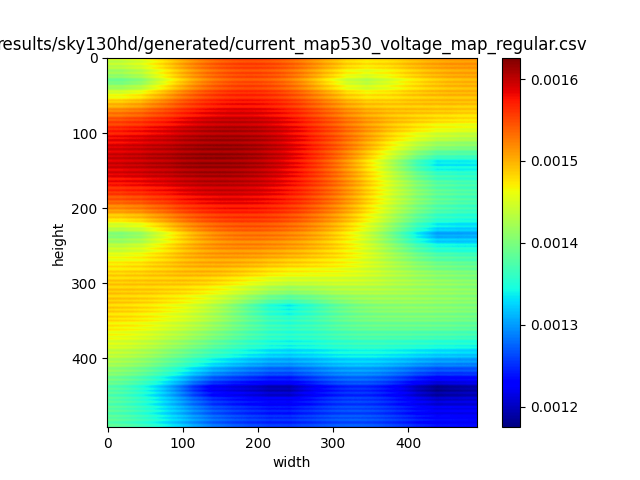 results/sky130hd/generated/current_map530_voltage_map_regular.csv
0
100
200
300
400
height
0 100 200 300 400
width
0.0016
0.0015
0.0014
0.0013
0.0012